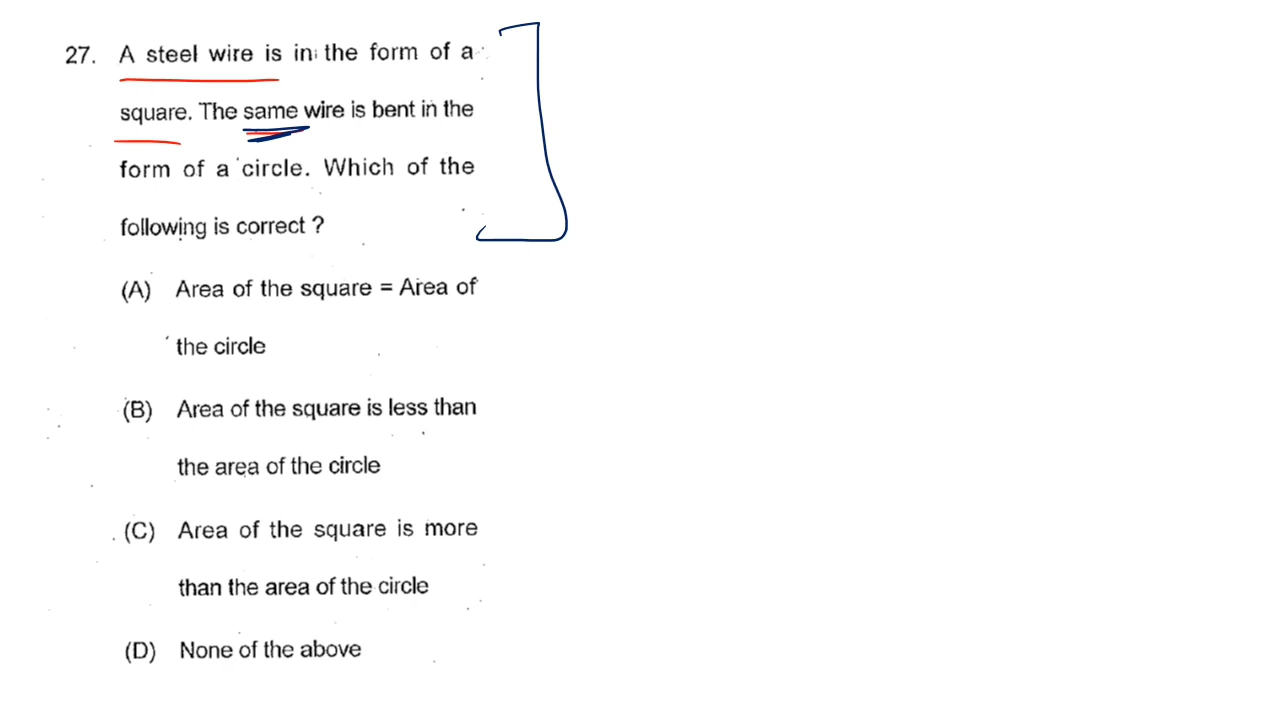 27. A steel wire is in the form of a
square. The same wire is bent in the
form of a circle. Which of the
following is correct ?
(A) Area of the square = Area of
the circle
(B) Area of the square is less than
the area of the circle
(C) Area of the square is more
than the area of the circle
(D) None of the above